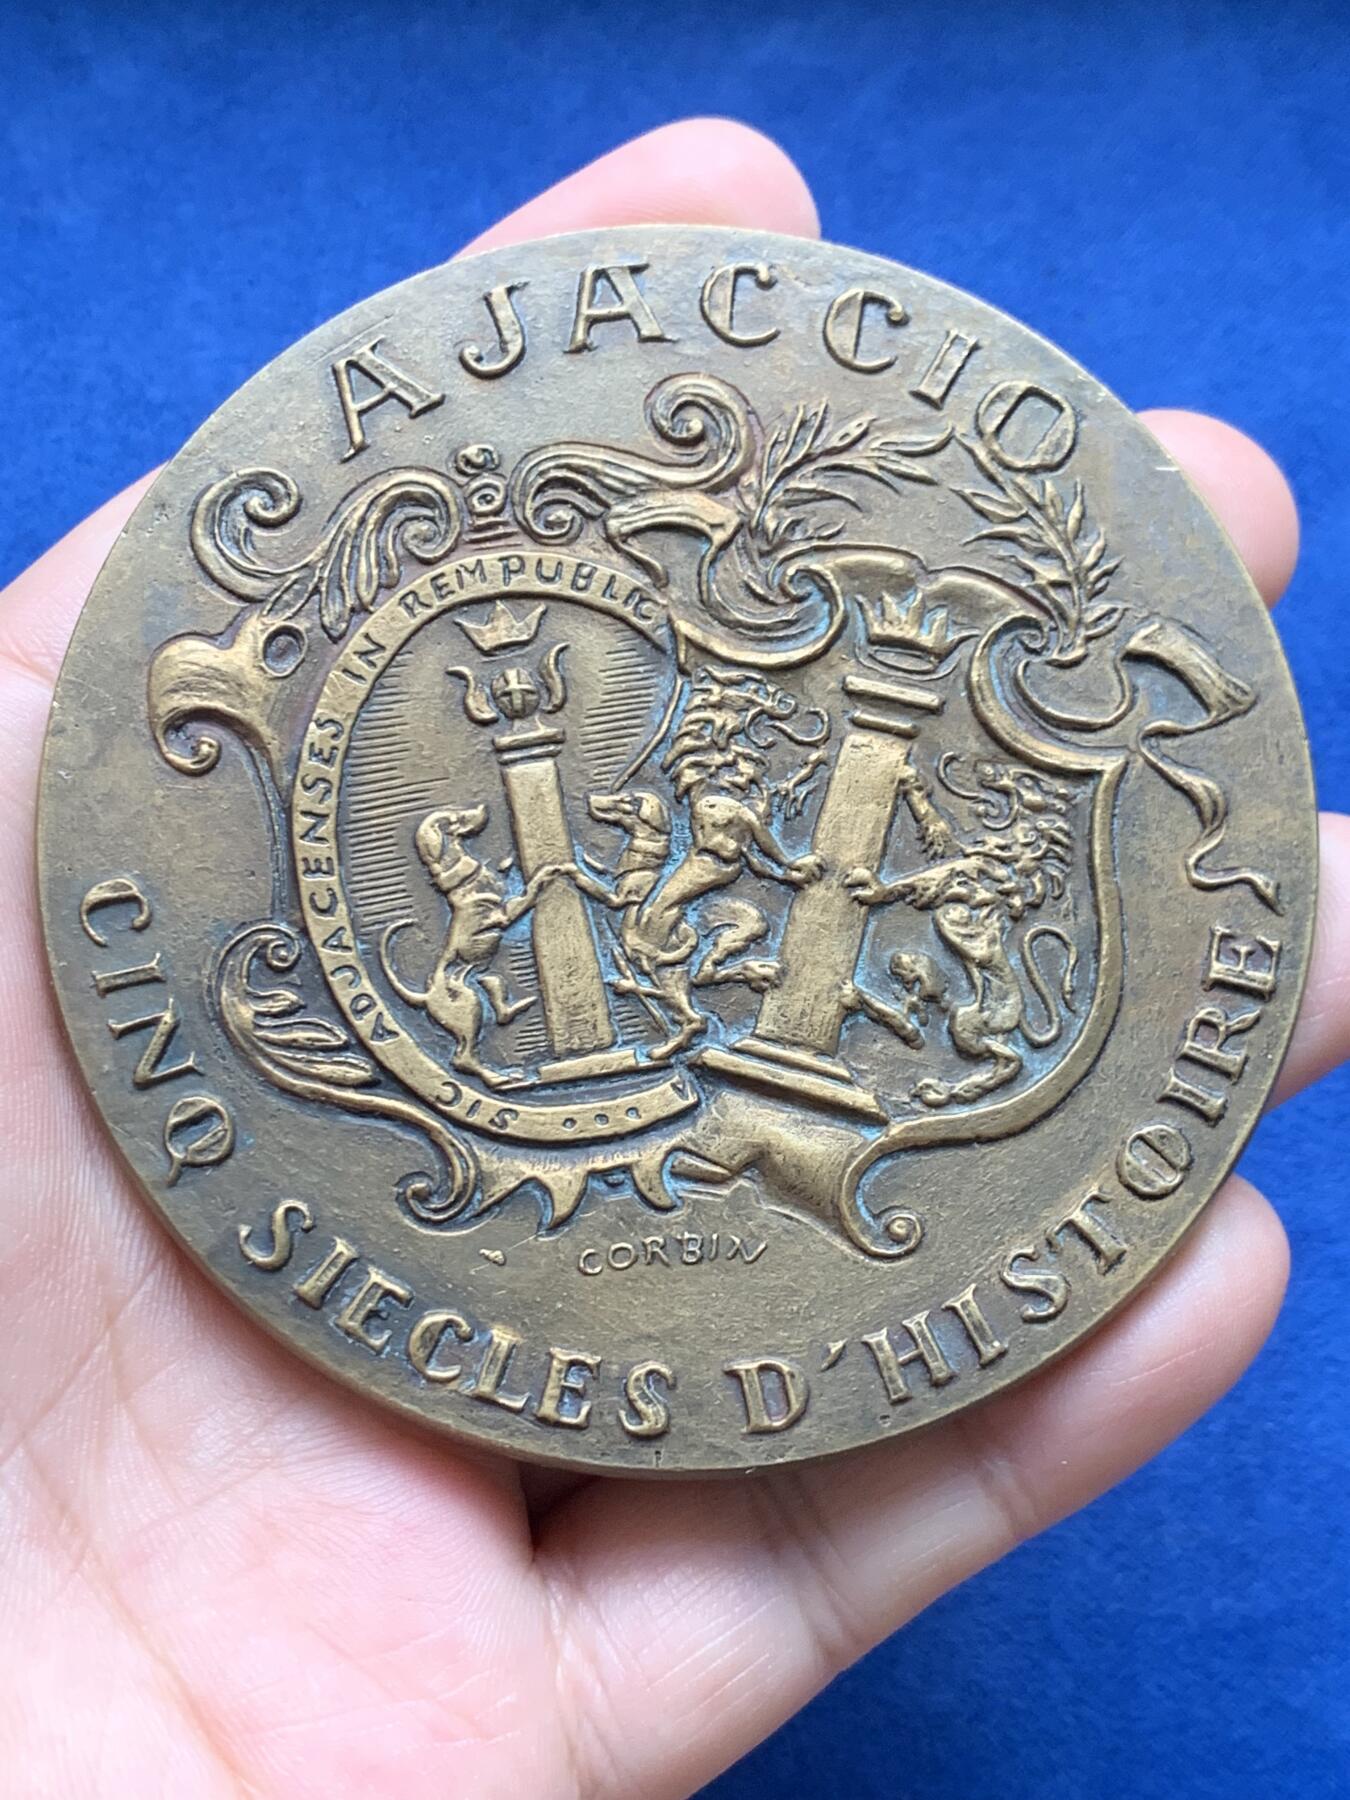 AJACCIO
SIC ADJACENSES IN REMPUBLIC A...
CORBIN
CINQ SIECLES D'HISTOIRE